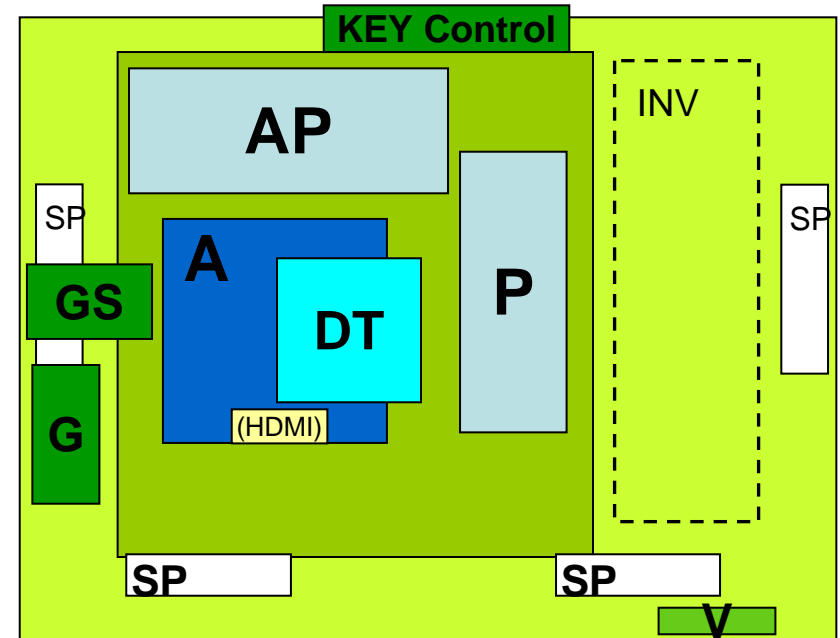 KEY Control
AP
INV
SP
SP
A
P
GS
DT
G
(HDMI)
SP
SP
V